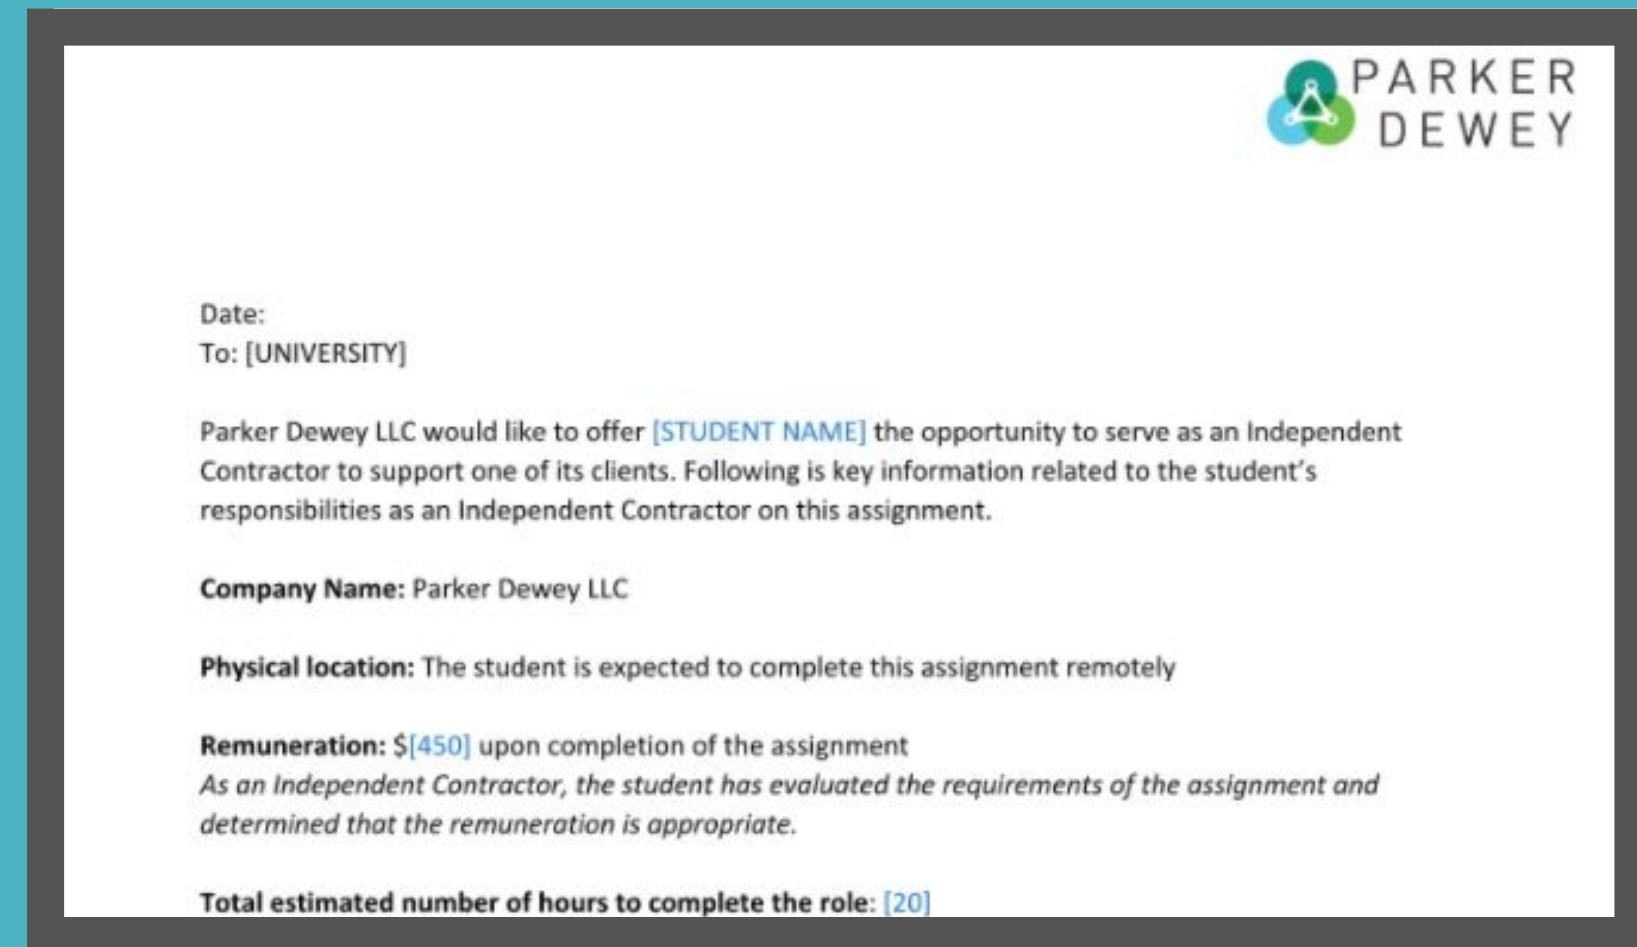 PARKER
DEWEY
Date:
To: [UNIVERSITY]
Parker Dewey LLC would like to offer [STUDENT NAME] the opportunity to serve as an Independent
Contractor to support one of its clients. Following is key information related to the student's
responsibilities as an Independent Contractor on this assignment.
Company Name: Parker Dewey LLC
Physical location: The student is expected to complete this assignment remotely
Remuneration: $[450] upon completion of the assignment
As an Independent Contractor, the student has evaluated the requirements of the assignment and
determined that the remuneration is appropriate.
Total estimated number of hours to complete the role: [20]